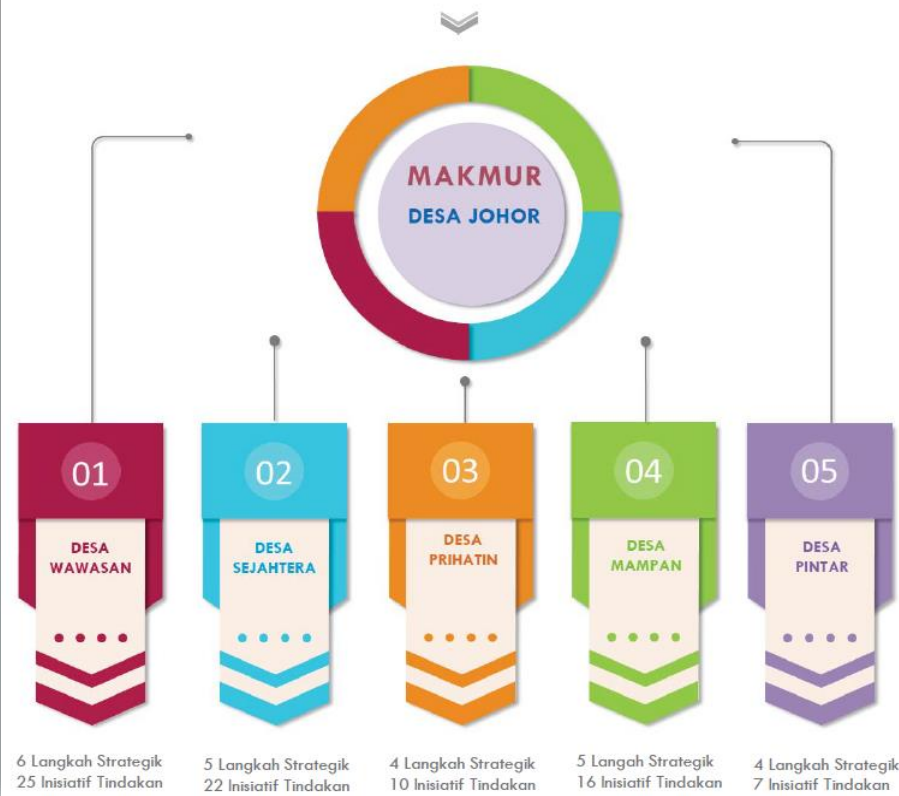 MAKMUR
DESA JOHOR
01
02
03
04
05
DESA
WAWASAN
DESA
SEJAHTERA
DESA
PRIHATIN
DESA
MAMPAN
DESA
PINTAR
6 Langkah Strategik
25 Inisiatif Tindakan
5 Langkah Strategik
22 Inisiatif Tindakan
4 Langkah Strategik
10 Inisiatif Tindakan
5 Langah Strategik
16 Inisiatif Tindakan
4 Langkah Strategik
7 Inisiatif Tindakan